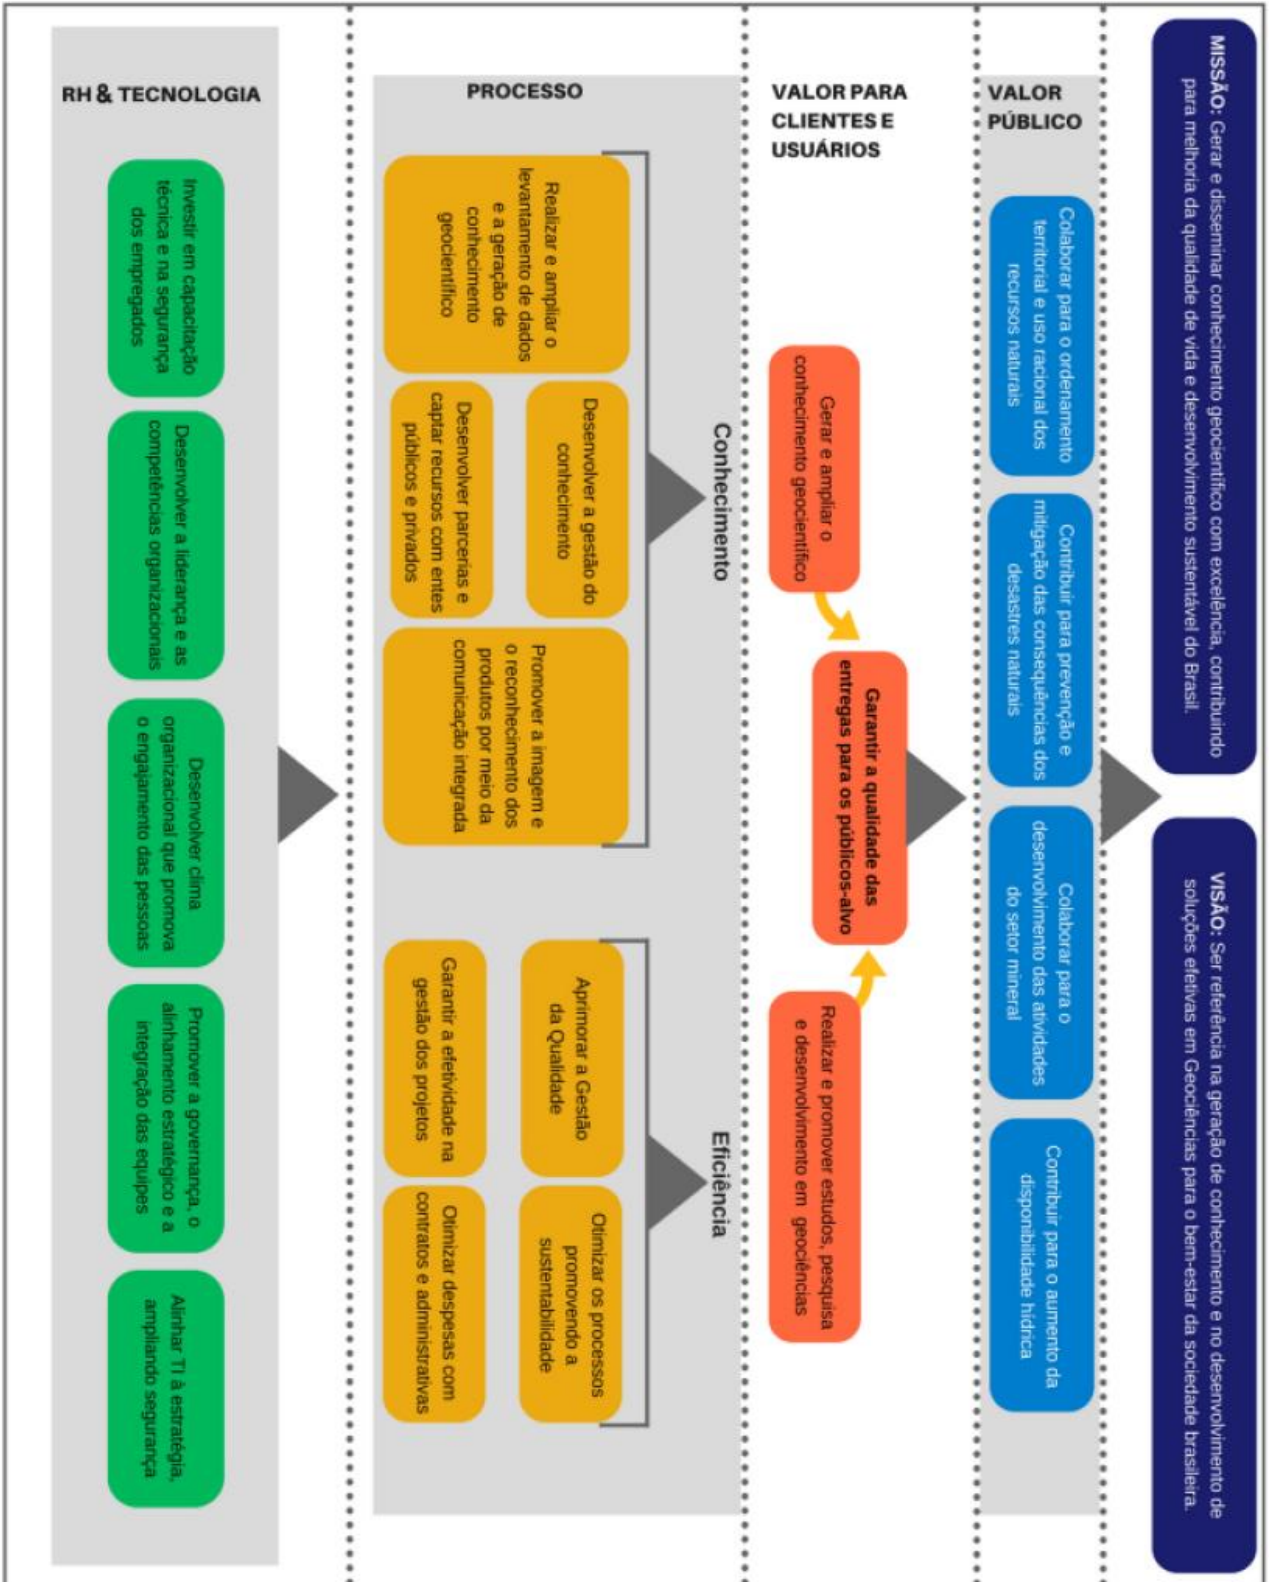 MISSÃO: Gerar e disseminar conhecimento geocientífico com excelência, contribuindo
para melhoria da qualidade de vida e desenvolvimento sustentável do Brasil.
VISÃO: Ser referência na geração de conhecimento e no desenvolvimento de
soluções efetivas em Geociências para o bem-estar da sociedade brasileira.
VALOR
PÚBLICO
Colaborar para o ordenamento
territorial e uso racional dos
recursos naturais
Contribuir para prevenção e
mitigação das consequências dos
desastres naturais
Colaborar para o
desenvolvimento das atividades
do setor mineral
Contribuir para o aumento da
disponibilidade hídrica
VALOR PARA
CLIENTES E
USUÁRIOS
Gerar e ampliar o
conhecimento geocientífico
Garantir a qualidade das
entregas para os públicos-alvo
Realizar e promover estudos, pesquisa
e desenvolvimento em geociências
PROCESSO
Conhecimento
Realizar e ampliar o
levantamento de dados
e a geração de
conhecimento
geocientífico
Desenvolver a gestão do
conhecimento
Desenvolver parcerias e
captar recursos com entes
públicos e privados
Promover a imagem e
o reconhecimento dos
produtos por meio da
comunicação integrada
Eficiência
Aprimorar a Gestão
da Qualidade
Otimizar os processos
promovendo a
sustentabilidade
Garantir a efetividade na
gestão dos projetos
Otimizar despesas com
contratos e administrativas
RH & TECNOLOGIA
Investir em capacitação
técnica e na segurança
dos empregados
Desenvolver a liderança e as
competências organizacionais
Desenvolver clima
organizacional que promova
o engajamento das pessoas
Promover a governança, o
alinhamento estratégico e a
integração das equipes
Alinhar TI à estratégia,
ampliando segurança